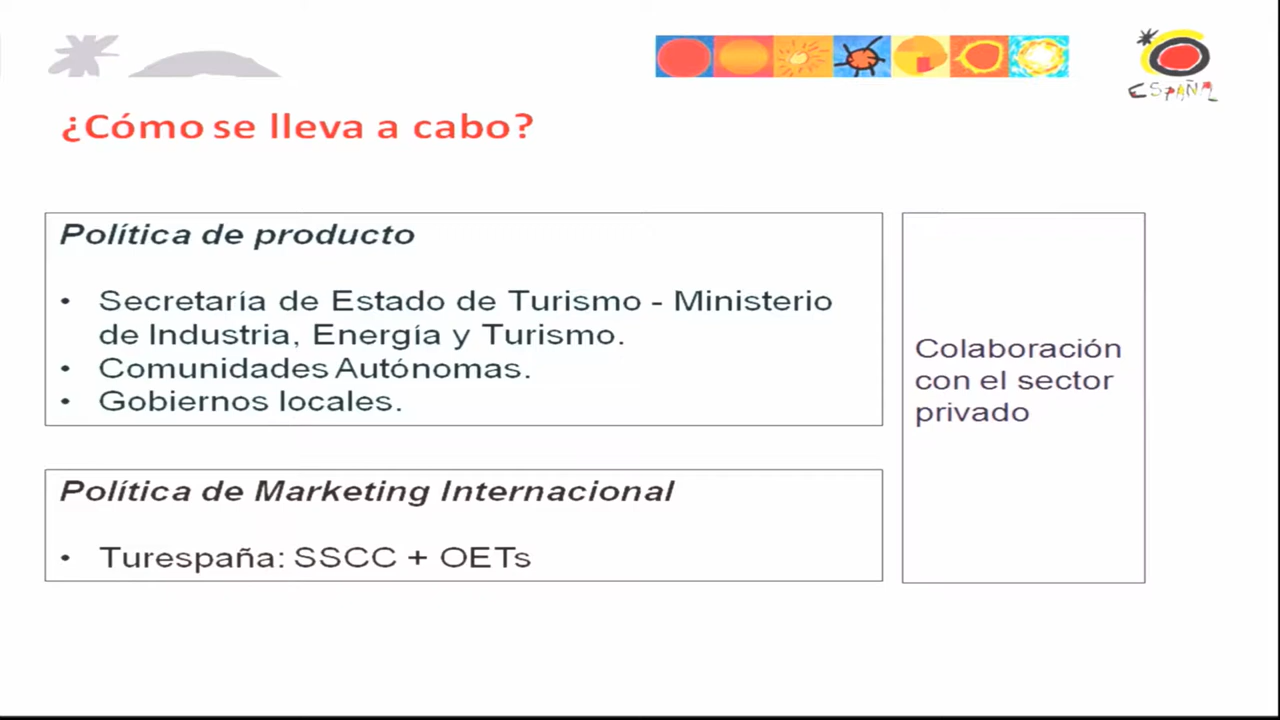 ESPAÑA
¿Cómo se lleva a cabo?
Política de producto
• Secretaría de Estado de Turismo - Ministerio
de Industria, Energía y Turismo.
• Comunidades Autónomas.
• Gobiernos locales.
Colaboración
con el sector
privado
Política de Marketing Internacional
• Turespaña: SSCC + OETs